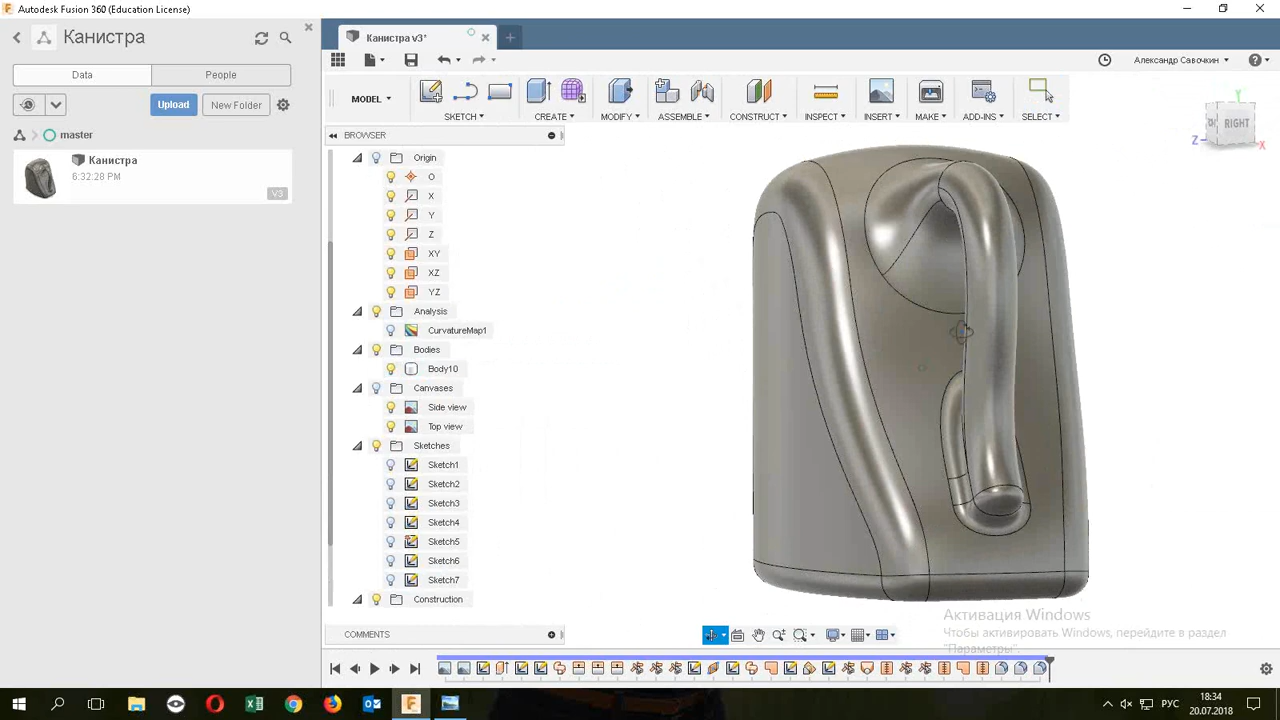 Autodesk Fusion 360 (Education License)
Канистра
Data
People
Upload
New Folder
master
Канистра
6:32:28 PM
V3
Канистра v3*
Александр Савочкин
MODEL
SKETCH
CREATE
MODIFY
ASSEMBLE
CONSTRUCT
INSPECT
INSERT
MAKE
ADD-INS
SELECT
BROWSER
Origin
O
X
Y
Z
XY
XZ
YZ
Analysis
CurvatureMap1
Bodies
Body10
Canvases
Side view
Top view
Sketches
Sketch1
Sketch2
Sketch3
Sketch4
Sketch5
Sketch6
Sketch7
Construction
COMMENTS
Y
RIGHT
Z
X
Активация Windows
Чтобы активировать Windows, перейдите в раздел
"Параметры".
РУС
18:34
20.07.2018